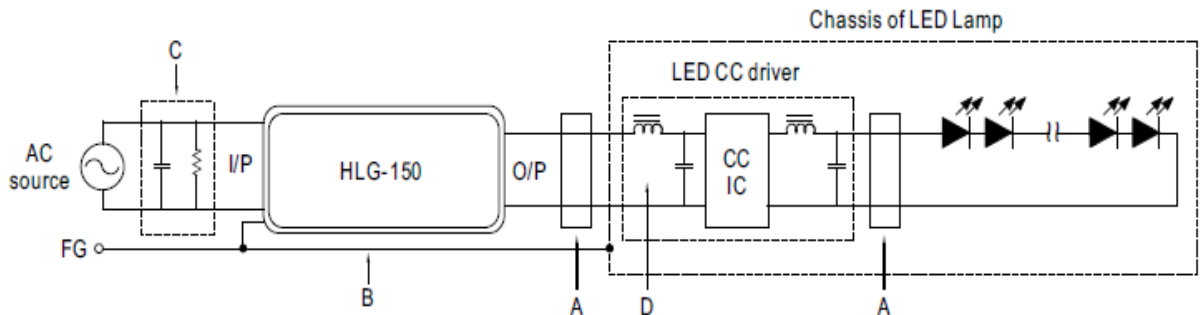 Chassis of LED Lamp
C
LED CC driver
AC
source
I/P
HLG-150
O/P
CC
IC
FG
B
A
D
A